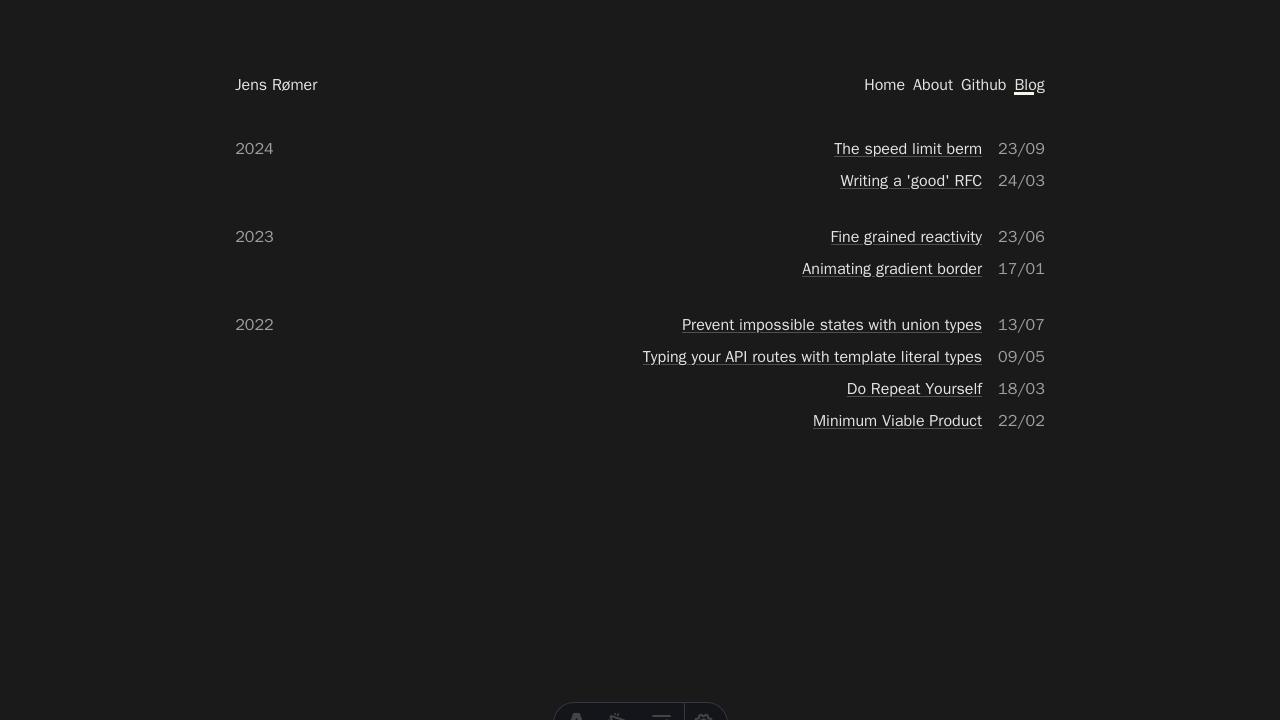 Jens Rømer Home About Github Blog
2024 The speed limit berm 23/09
Writing a 'good' RFC 24/03
2023 Fine grained reactivity 23/06
Animating gradient border 17/01
2022 Prevent impossible states with union types 13/07
Typing your API routes with template literal types 09/05
Do Repeat Yourself 18/03
Minimum Viable Product 22/02